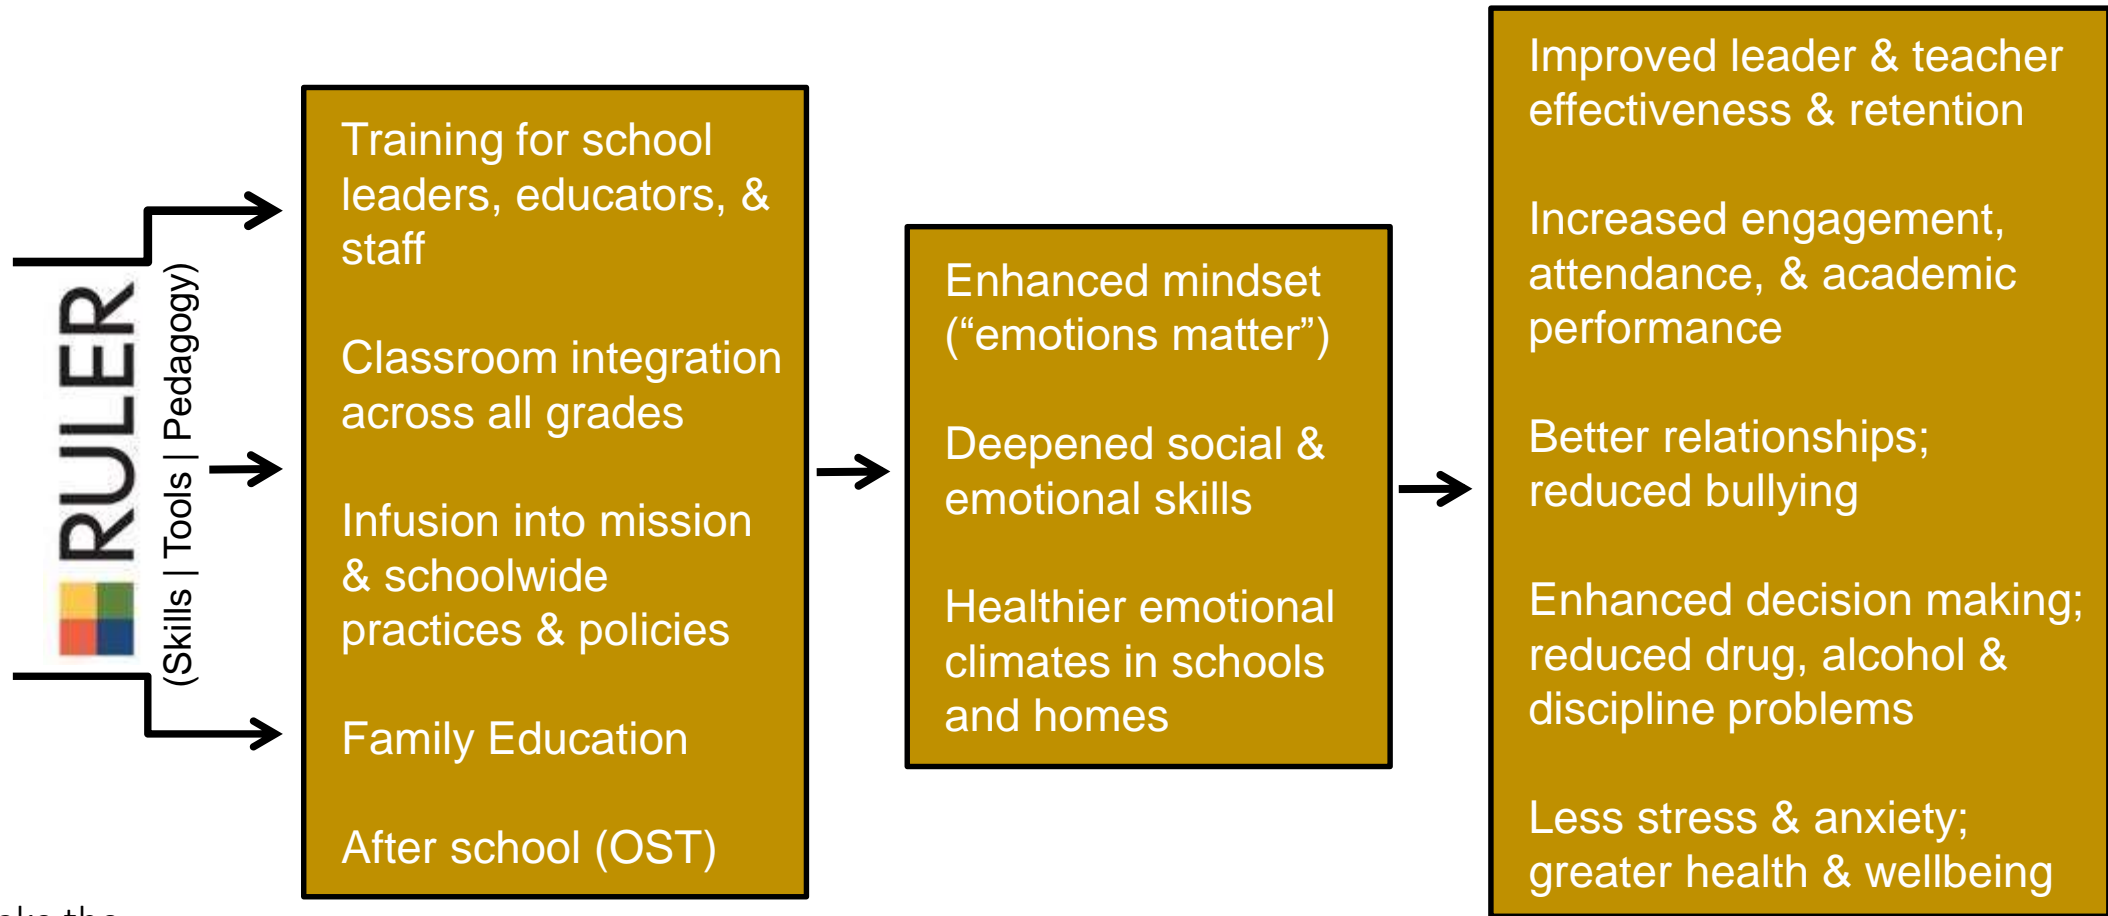 RULER
(Skills | Tools | Pedagogy)
Training for school
leaders, educators, &
staff
Classroom integration
across all grades
Infusion into mission
& schoolwide
practices & policies
Family Education
After school (OST)
Enhanced mindset
(“emotions matter”)
Deepened social &
emotional skills
Healthier emotional
climates in schools
and homes
Improved leader & teacher
effectiveness & retention
Increased engagement,
attendance, & academic
performance
Better relationships;
reduced bullying
Enhanced decision making;
reduced drug, alcohol &
discipline problems
Less stress & anxiety;
greater health & wellbeing